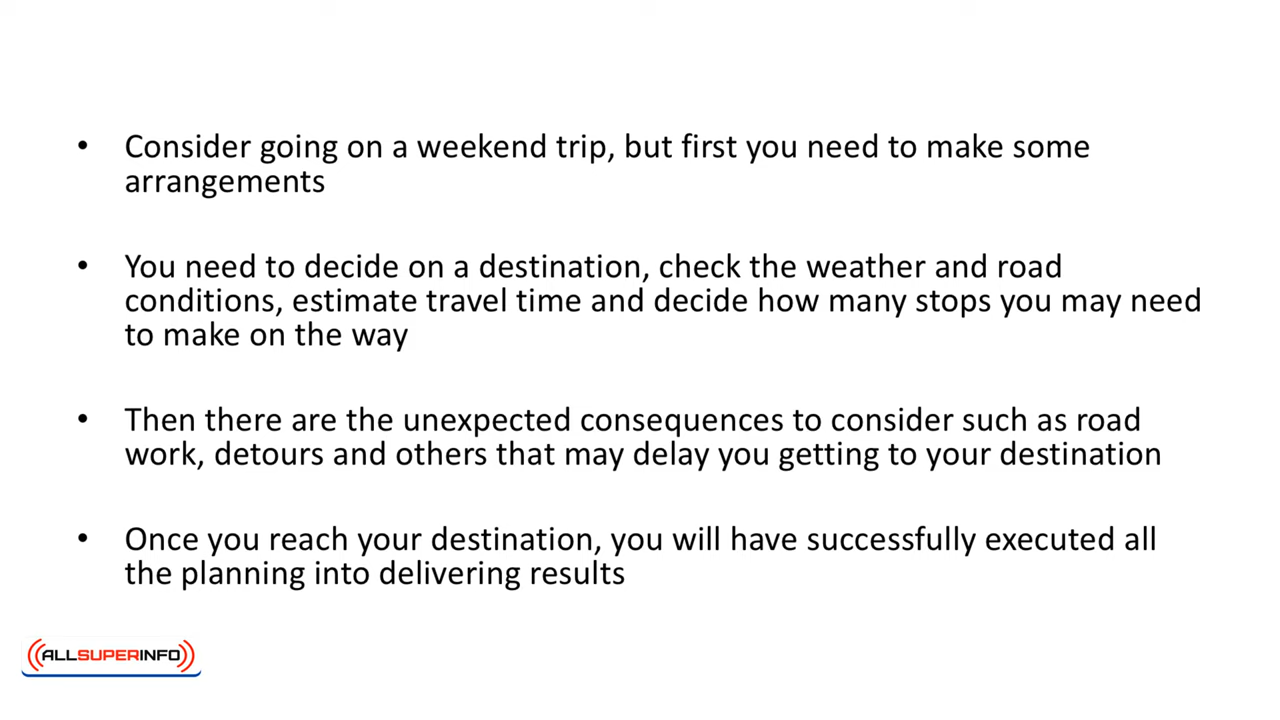 • Consider going on a weekend trip, but first you need to make some
arrangements
• You need to decide on a destination, check the weather and road
conditions, estimate travel time and decide how many stops you may need
to make on the way
• Then there are the unexpected consequences to consider such as road
work, detours and others that may delay you getting to your destination
• Once you reach your destination, you will have successfully executed all
the planning into delivering results
ALLSUPERINFO